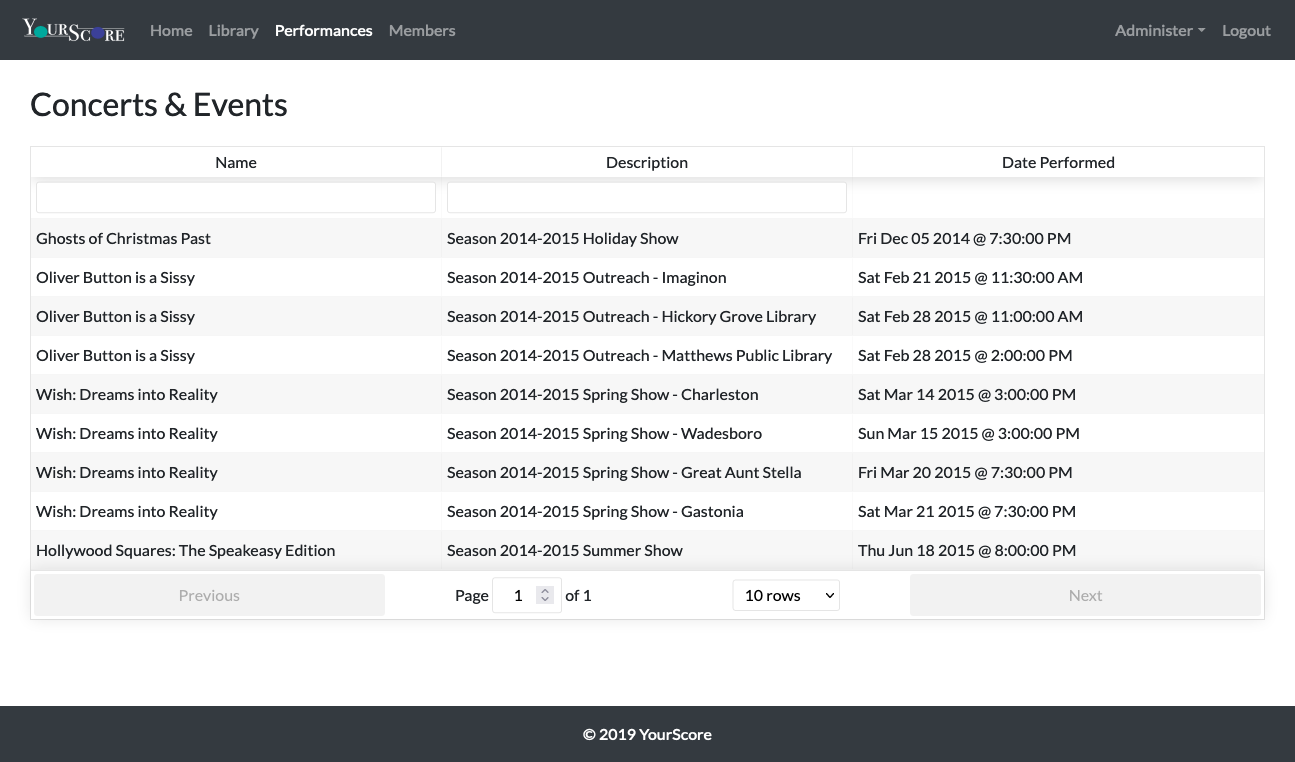 YourScore Home Library Performances Members Administer Logout
Concerts & Events
Name Description Date Performed
Ghosts of Christmas Past Season 2014-2015 Holiday Show Fri Dec 05 2014 @ 7:30:00 PM
Oliver Button is a Sissy Season 2014-2015 Outreach - Imaginon Sat Feb 21 2015 @ 11:30:00 AM
Oliver Button is a Sissy Season 2014-2015 Outreach - Hickory Grove Library Sat Feb 28 2015 @ 11:00:00 AM
Oliver Button is a Sissy Season 2014-2015 Outreach - Matthews Public Library Sat Feb 28 2015 @ 2:00:00 PM
Wish: Dreams into Reality Season 2014-2015 Spring Show - Charleston Sat Mar 14 2015 @ 3:00:00 PM
Wish: Dreams into Reality Season 2014-2015 Spring Show - Wadesboro Sun Mar 15 2015 @ 3:00:00 PM
Wish: Dreams into Reality Season 2014-2015 Spring Show - Great Aunt Stella Fri Mar 20 2015 @ 7:30:00 PM
Wish: Dreams into Reality Season 2014-2015 Spring Show - Gastonia Sat Mar 21 2015 @ 7:30:00 PM
Hollywood Squares: The Speakeasy Edition Season 2014-2015 Summer Show Thu Jun 18 2015 @ 8:00:00 PM
Previous Page 1 of 1 10 rows Next
© 2019 YourScore